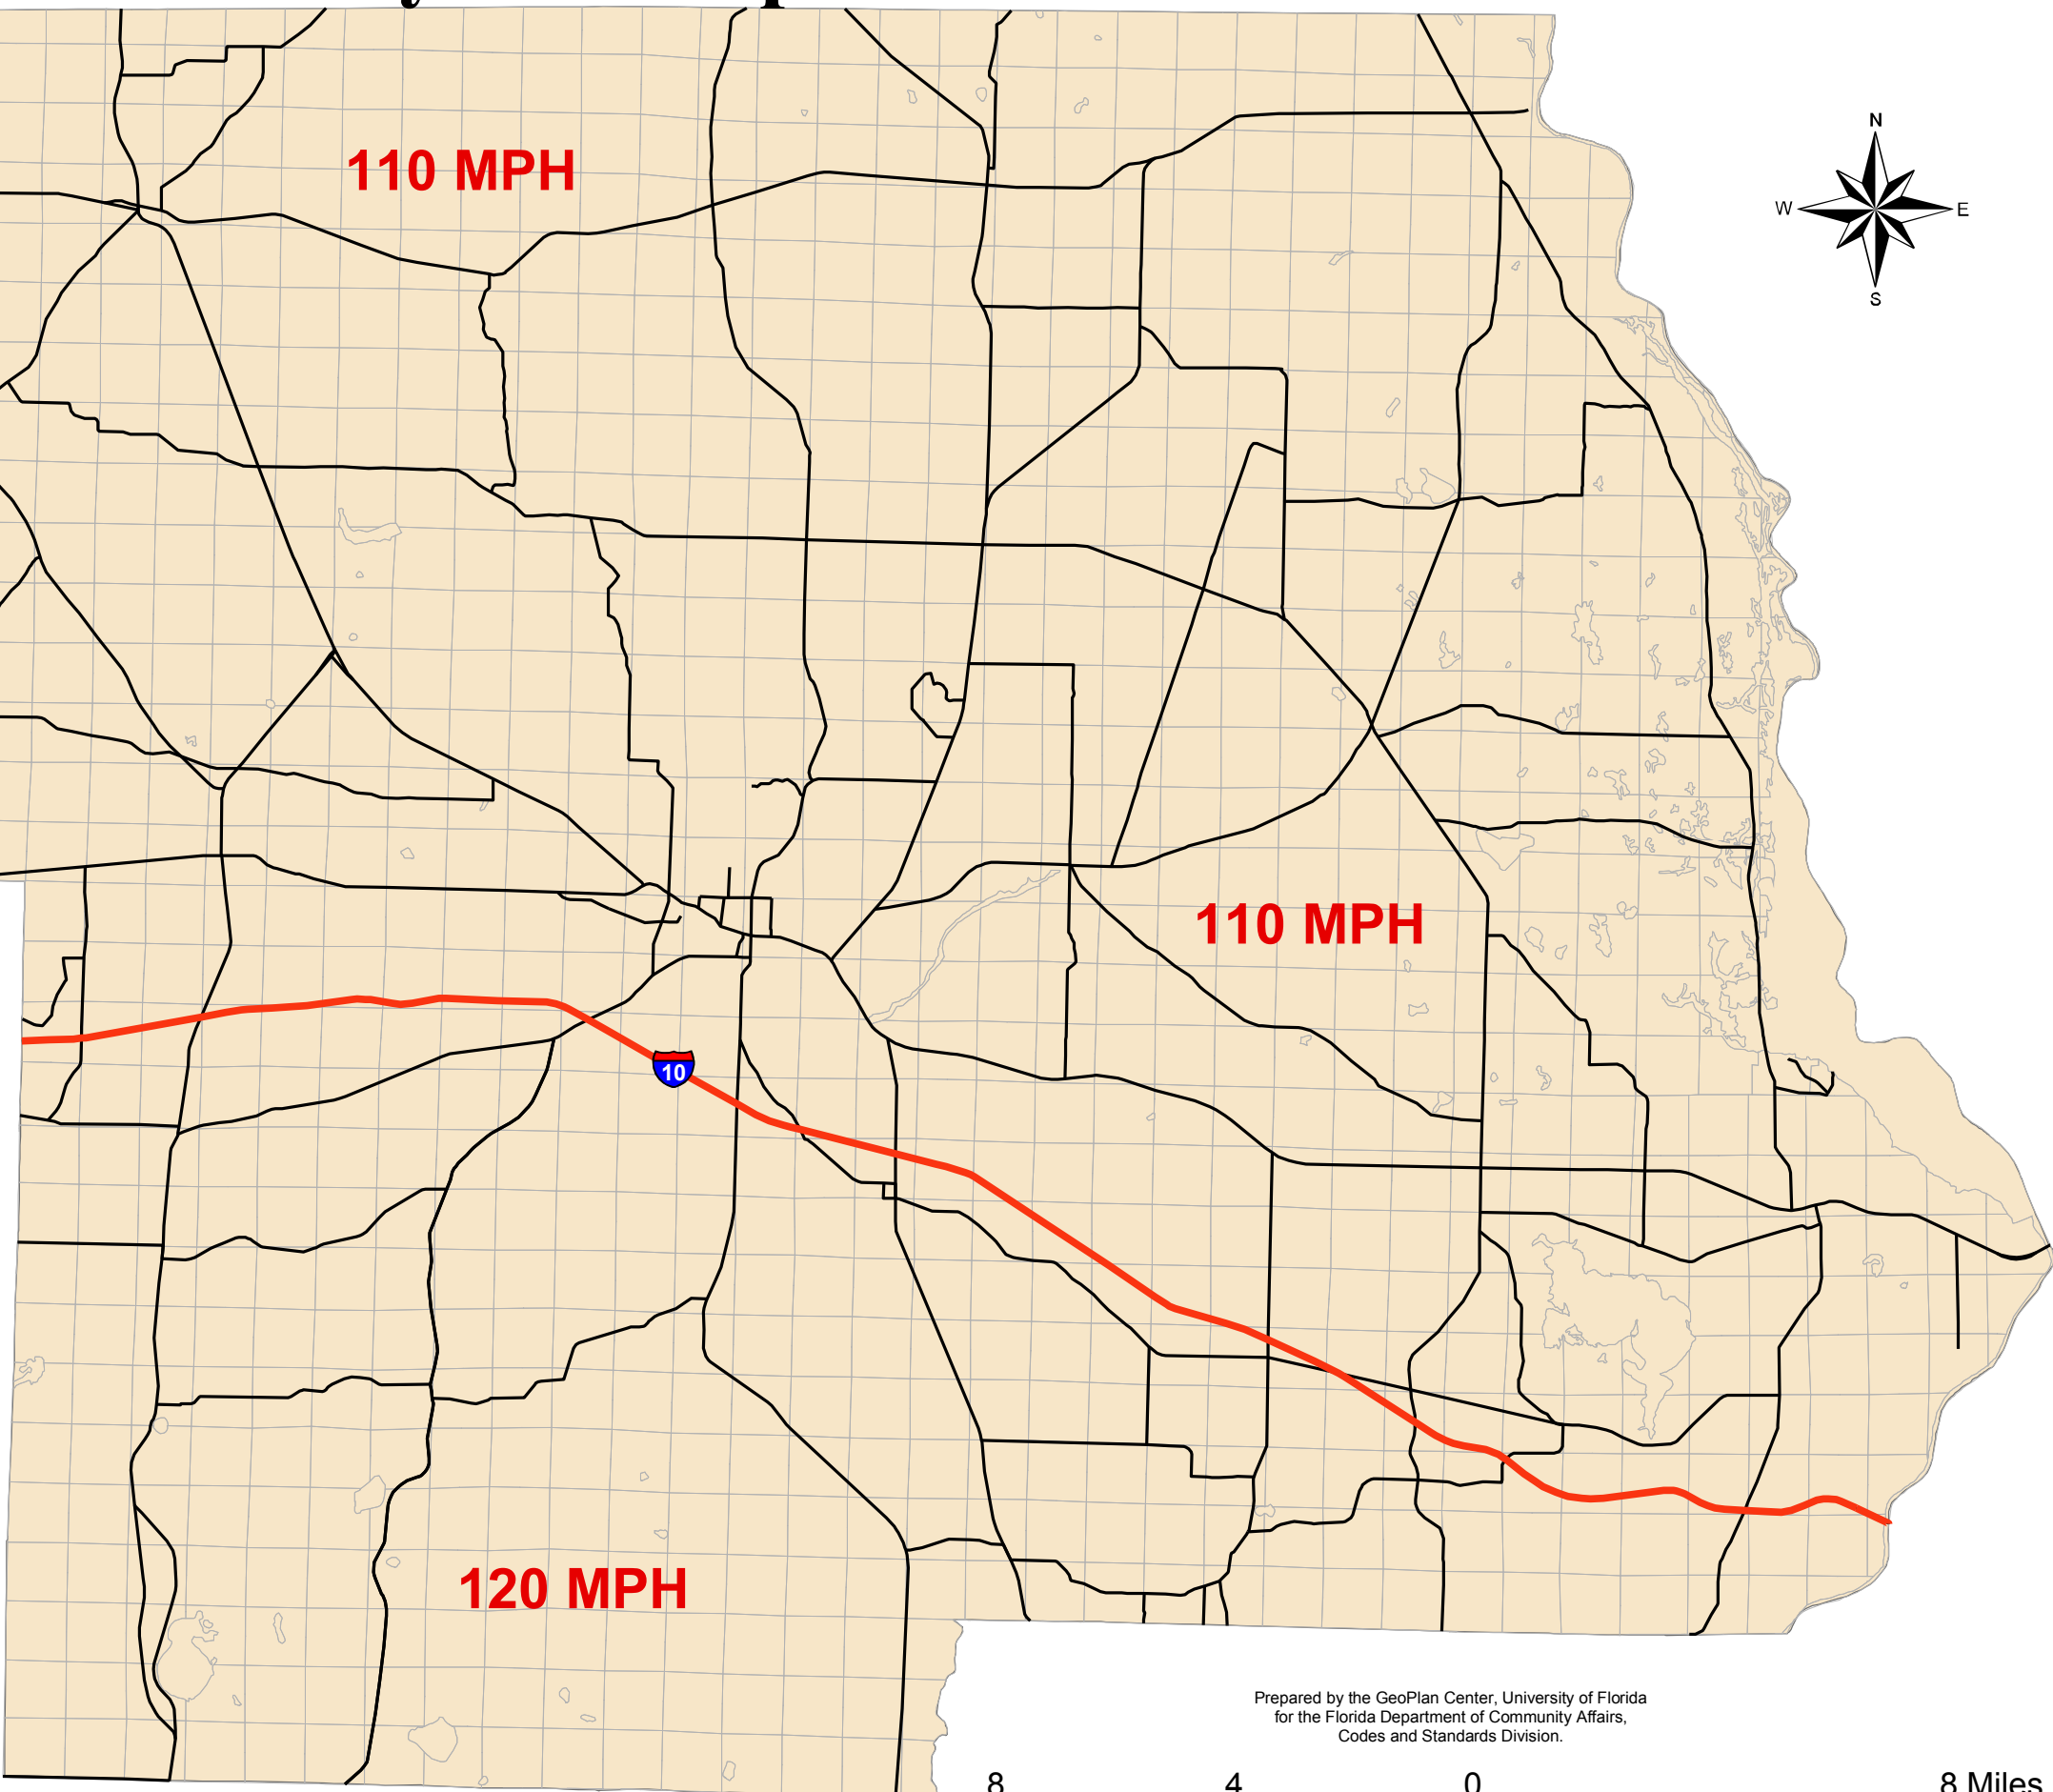 N
W E
S
110 MPH
110 MPH
10
120 MPH
Prepared by the GeoPlan Center, University of Florida
for the Florida Department of Community Affairs,
Codes and Standards Division.
8 4 0 8 Miles